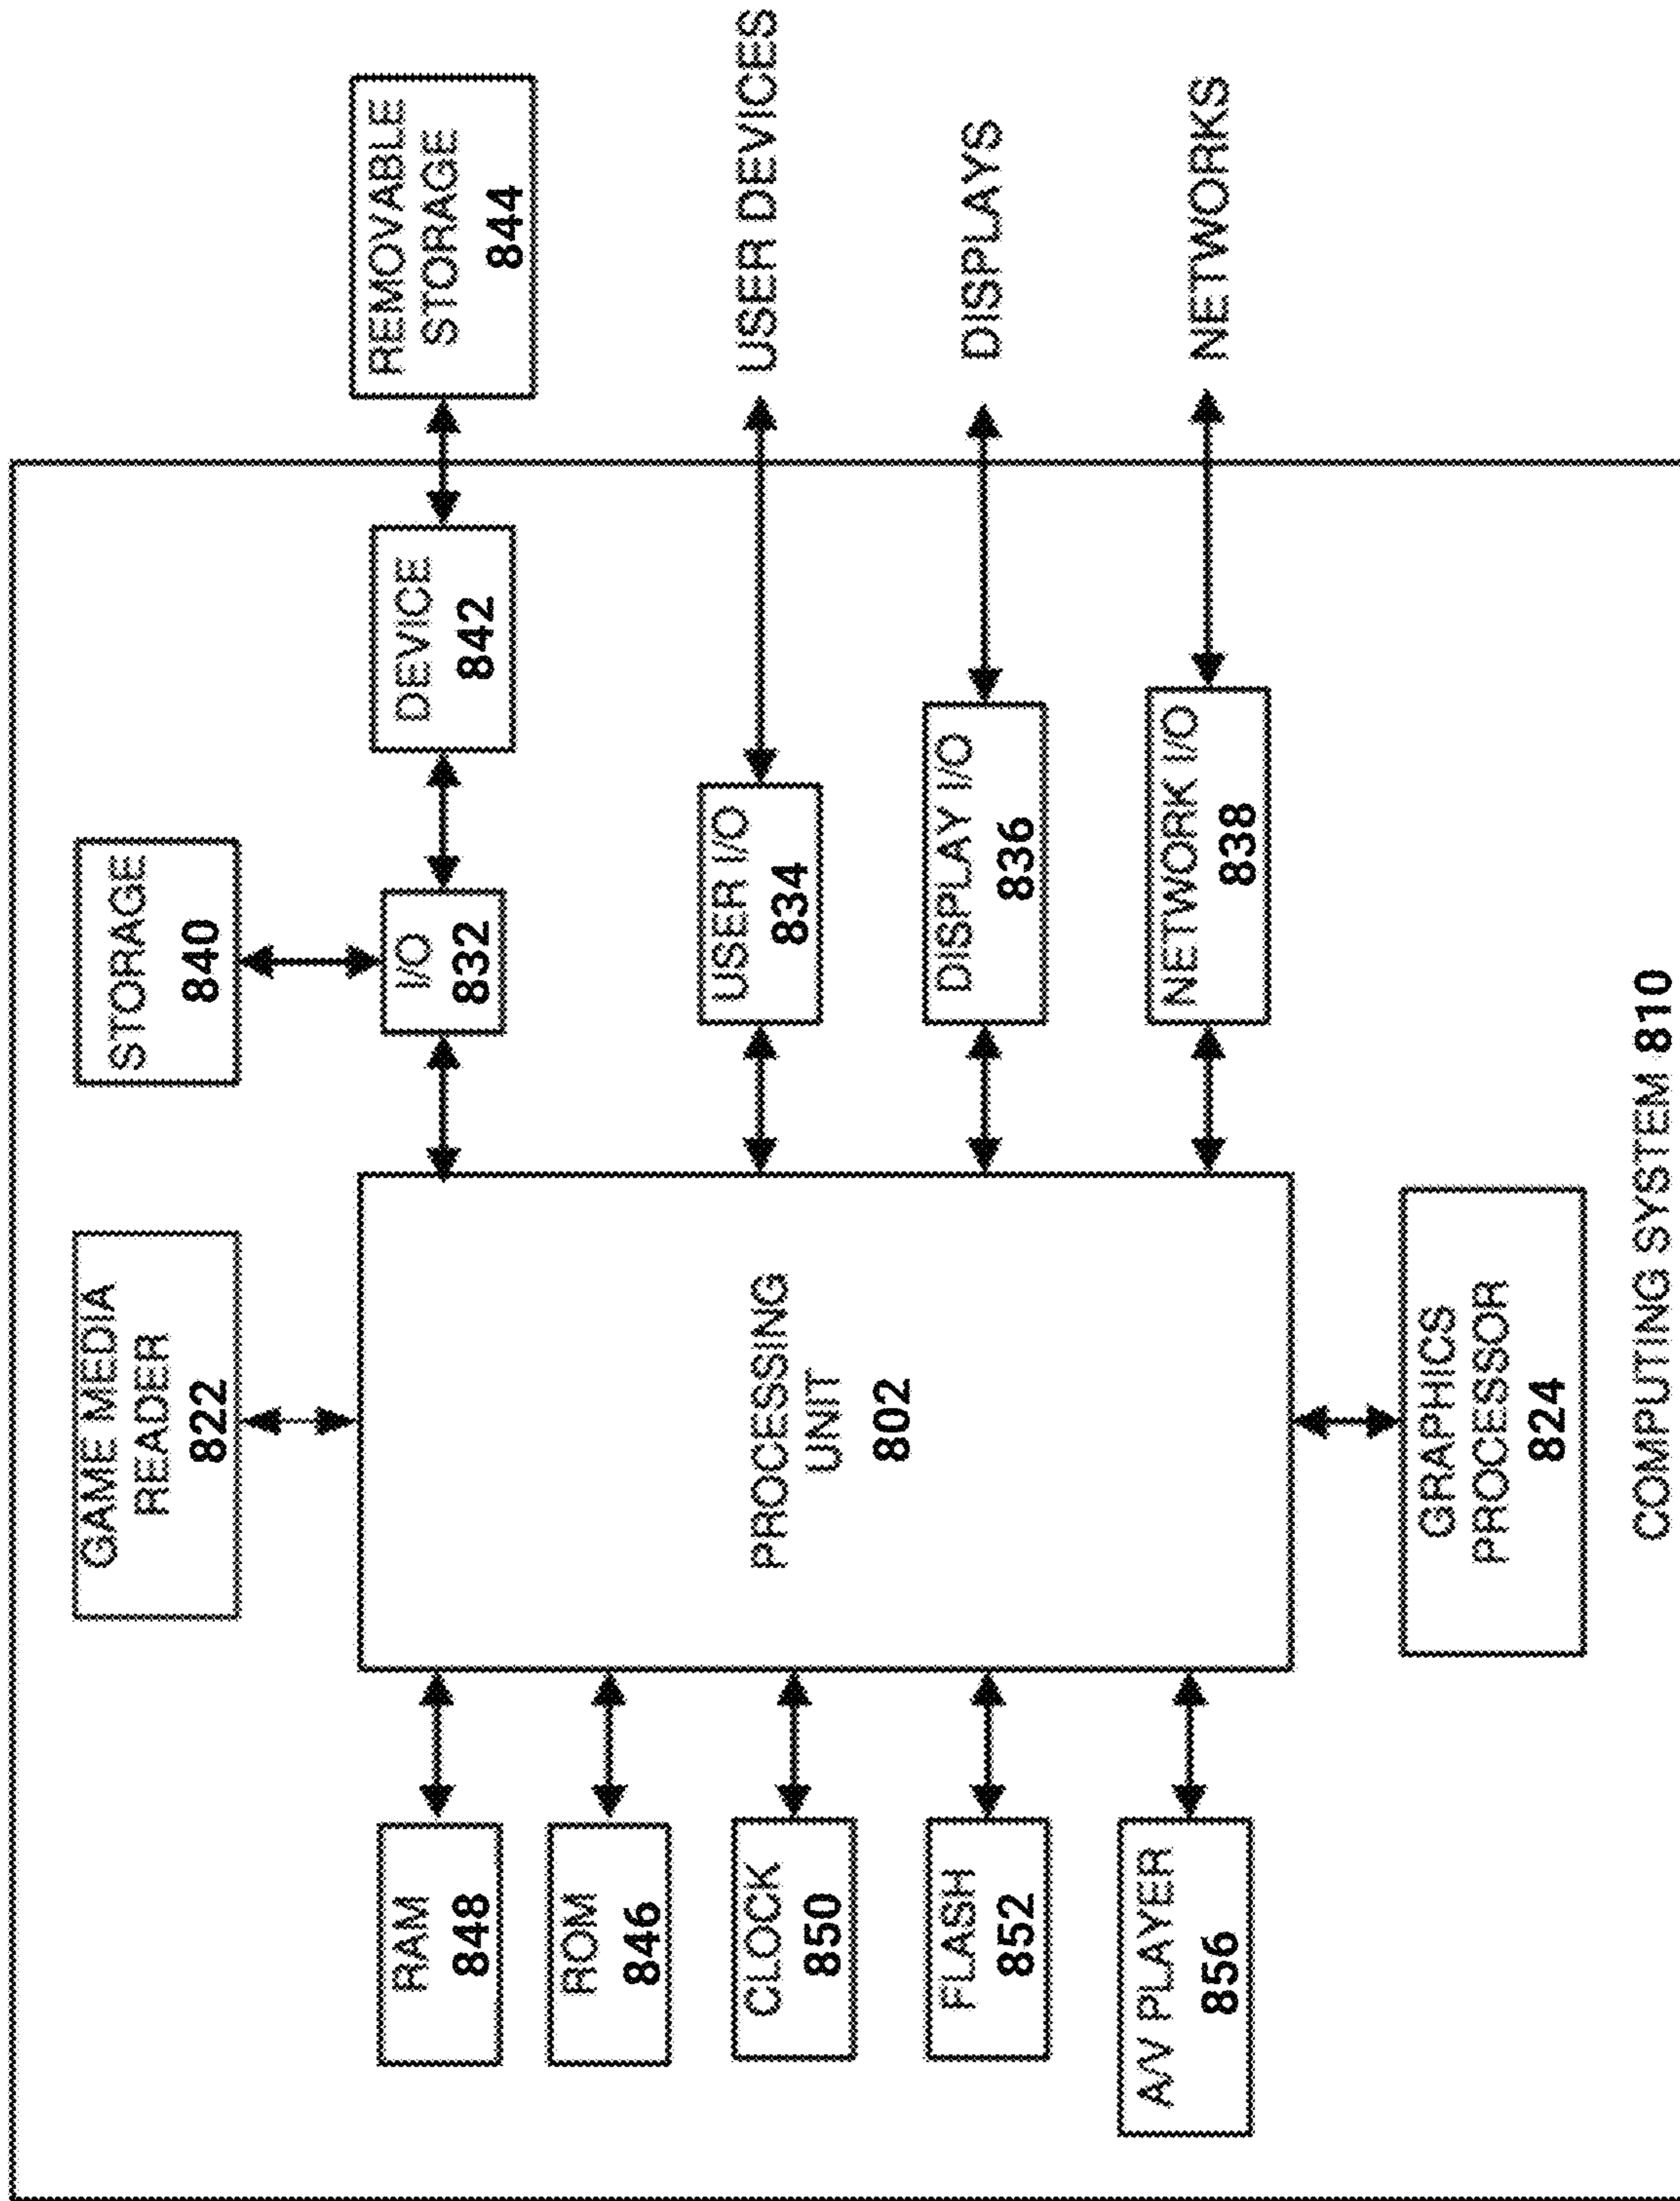 GAME MEDIA
READER
822
STORAGE
840
RAM
848
ROM
846
CLOCK
850
FLASH
852
A/V PLAYER
856
PROCESSING
UNIT
802
I/O
832
DEVICE
842
REMOVABLE
STORAGE
844
USER I/O
834
USER DEVICES
DISPLAY I/O
836
DISPLAYS
NETWORK I/O
838
NETWORKS
GRAPHICS
PROCESSOR
824
COMPUTING SYSTEM 810